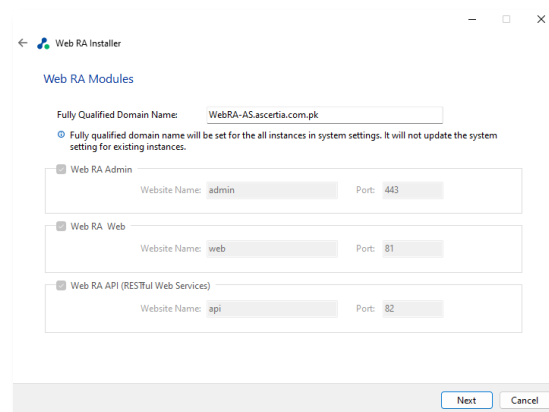 Web RA Installer
Web RA Modules
Fully Qualified Domain Name: WebRA-AS.ascertia.com.pk
Fully qualified domain name will be set for the all instances in system settings. It will not update the system
setting for existing instances.
Web RA Admin
Website Name: admin Port: 443
Web RA Web
Website Name: web Port: 81
Web RA API (RESTful Web Services)
Website Name: api Port: 82
Next Cancel